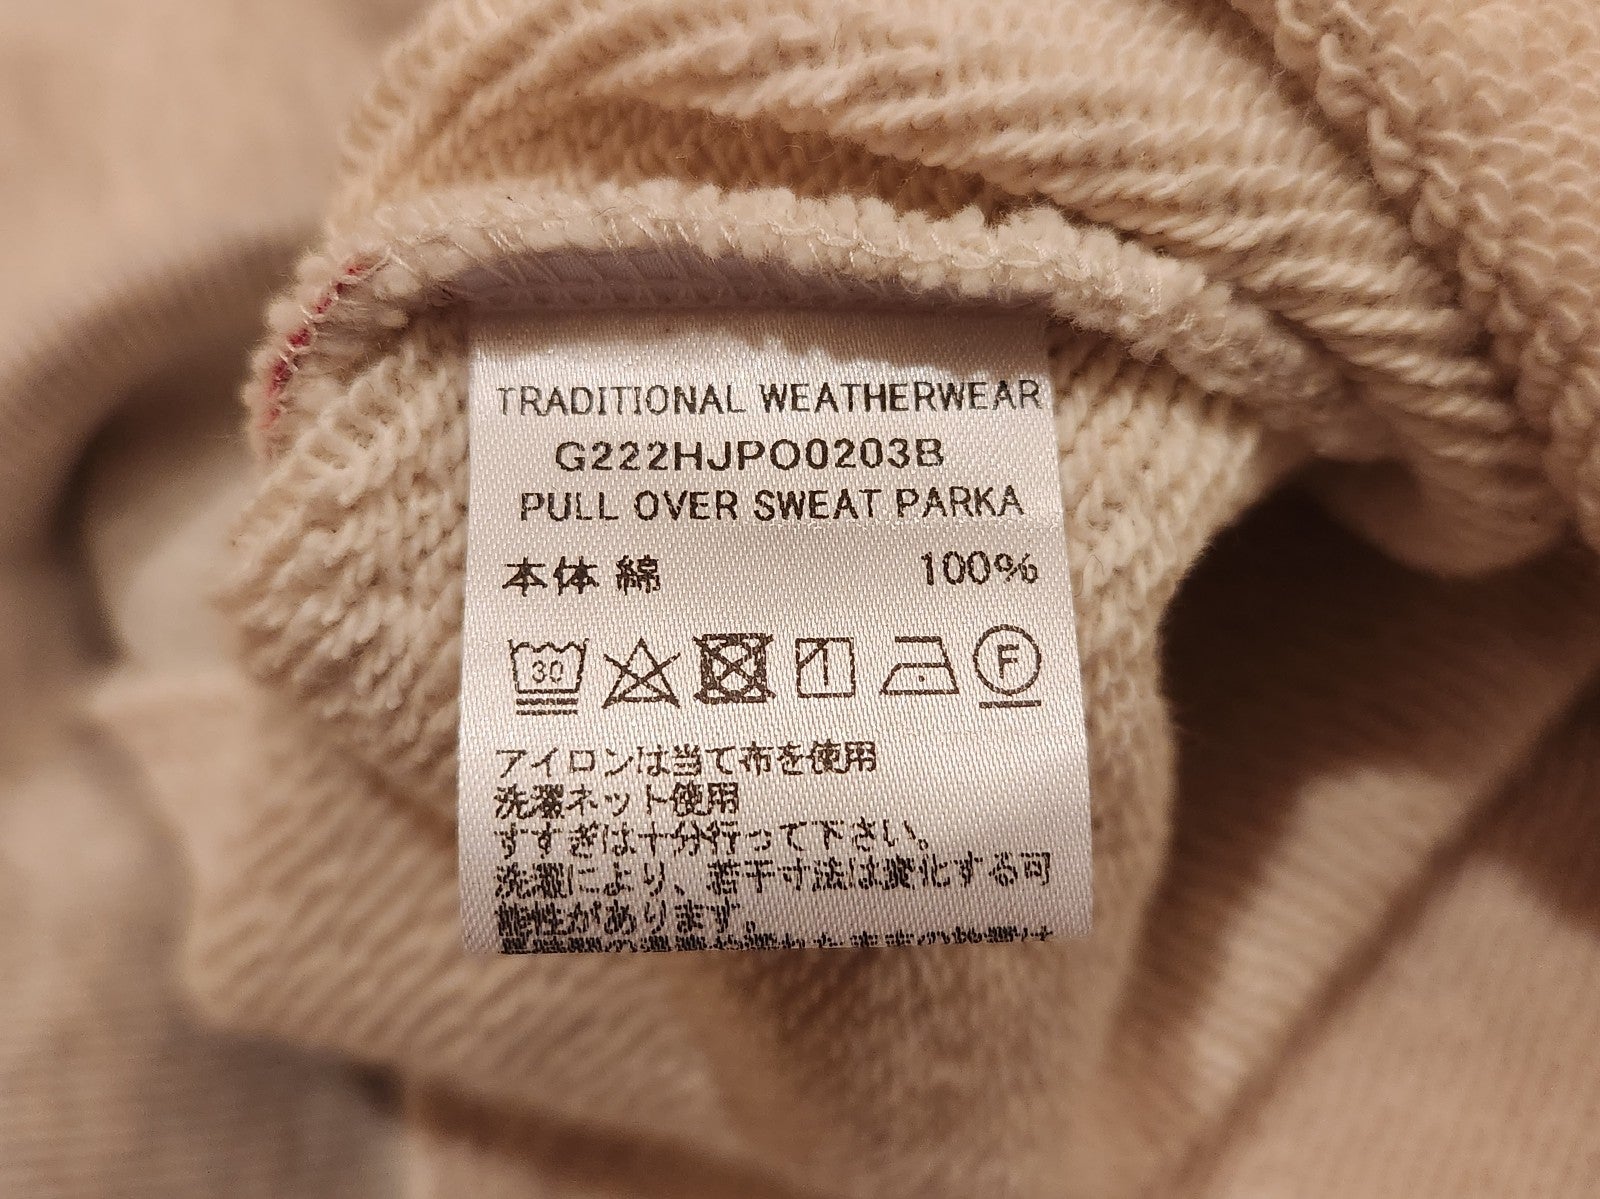 TRADITIONAL WEATHERWEAR
G222HJPO0203B
PULL OVER SWEAT PARKA
本体 綿 100%
30 F
アイロンは当て布を使用
洗濯ネット使用
すすぎは十分行って下さい。
洗濯により、若干寸法は変化する可
能性があります。